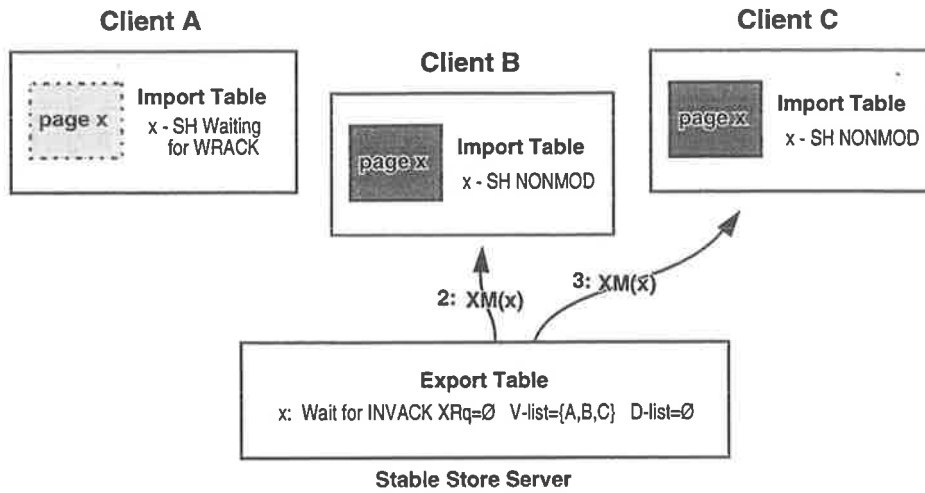 Client A
Client B
Client C
page x
Import Table
x - SH Waiting
for WRACK
page x
Import Table
x - SH NONMOD
page x
Import Table
x - SH NONMOD
2: XM(x)
3: XM(x)
Export Table
x: Wait for INVACK XRq=Ø V-list={A,B,C} D-list=Ø
Stable Store Server